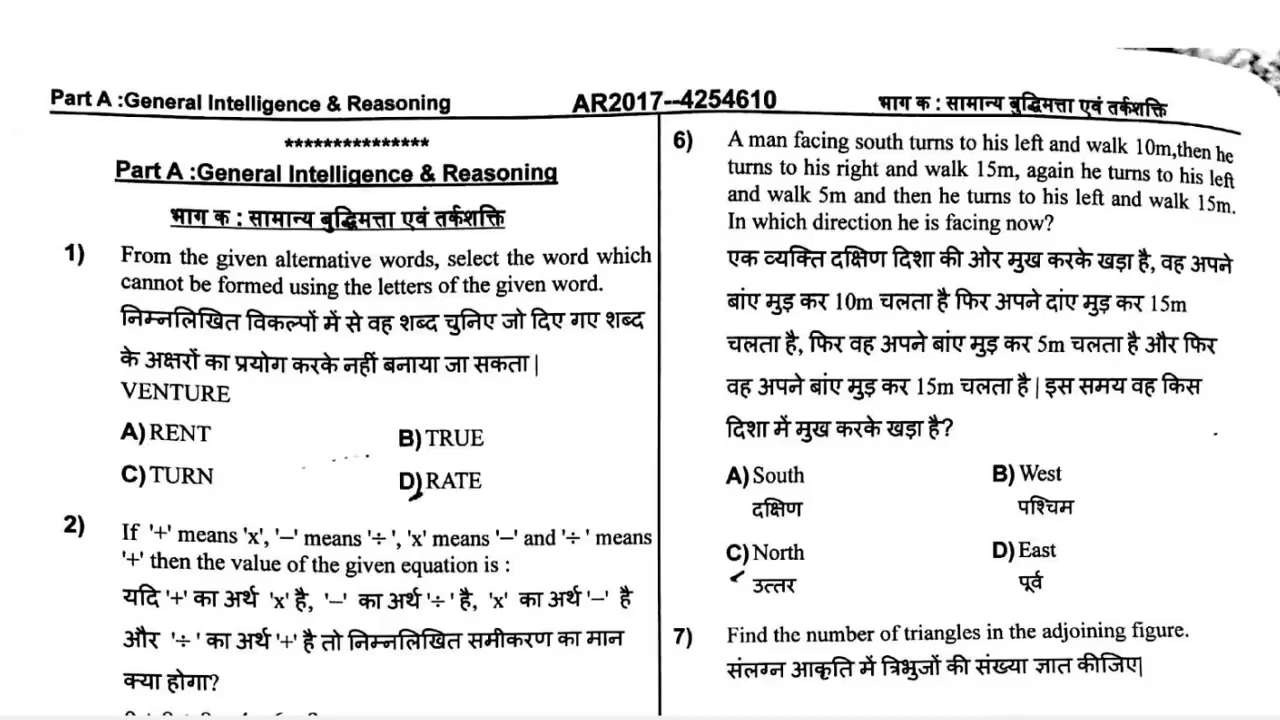 Part A :General Intelligence & Reasoning
AR2017--4254610
भाग क : सामान्य बुद्धिमत्ता एवं तर्कशक्ति
***************
Part A :General Intelligence & Reasoning
भाग क : सामान्य बुद्धिमत्ता एवं तर्कशक्ति
1) From the given alternative words, select the word which
cannot be formed using the letters of the given word.
निम्नलिखित विकल्पों में से वह शब्द चुनिए जो दिए गए शब्द
के अक्षरों का प्रयोग करके नहीं बनाया जा सकता |
VENTURE
A) RENT B) TRUE
C) TURN D) RATE
2) If '+' means 'x', '–' means '÷ ', 'x' means '–' and '÷ ' means
'+' then the value of the given equation is :
यदि '+' का अर्थ 'x' है, '–' का अर्थ '÷ ' है, 'x' का अर्थ '–' है
और '÷ ' का अर्थ '+' है तो निम्नलिखित समीकरण का मान
क्या होगा?
6) A man facing south turns to his left and walk 10m,then he
turns to his right and walk 15m, again he turns to his left
and walk 5m and then he turns to his left and walk 15m.
In which direction he is facing now?
एक व्यक्ति दक्षिण दिशा की ओर मुख करके खड़ा है, वह अपने
बांए मुड़ कर 10m चलता है फिर अपने दांए मुड़ कर 15m
चलता है, फिर वह अपने बांए मुड़ कर 5m चलता है और फिर
वह अपने बांए मुड़ कर 15m चलता है | इस समय वह किस
दिशा में मुख करके खड़ा है?
A) South B) West
दक्षिण पश्चिम
C) North D) East
उत्तर पूर्व
7) Find the number of triangles in the adjoining figure.
संलग्न आकृति में त्रिभुजों की संख्या ज्ञात कीजिए|